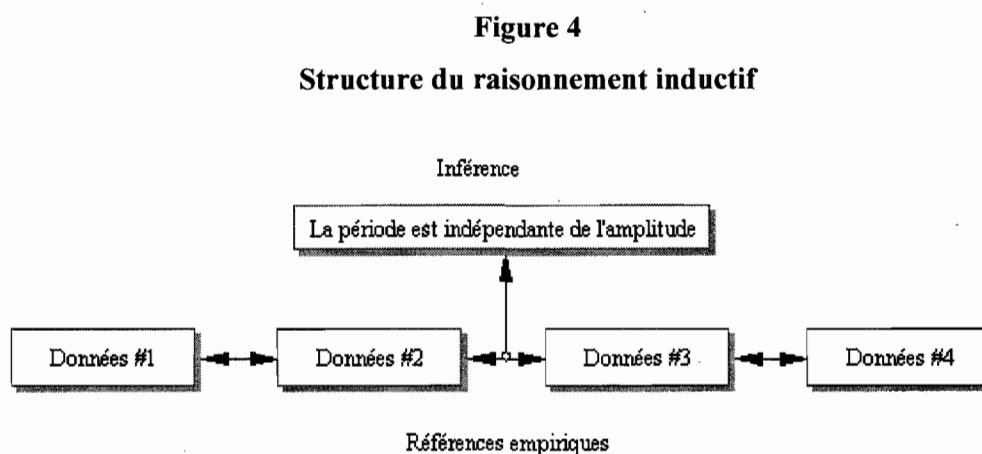 Figure 4
Structure du raisonnement inductif
Inférence
La période est indépendante de l'amplitude
Données #1
Données #2
Données #3
Données #4
Références empiriques